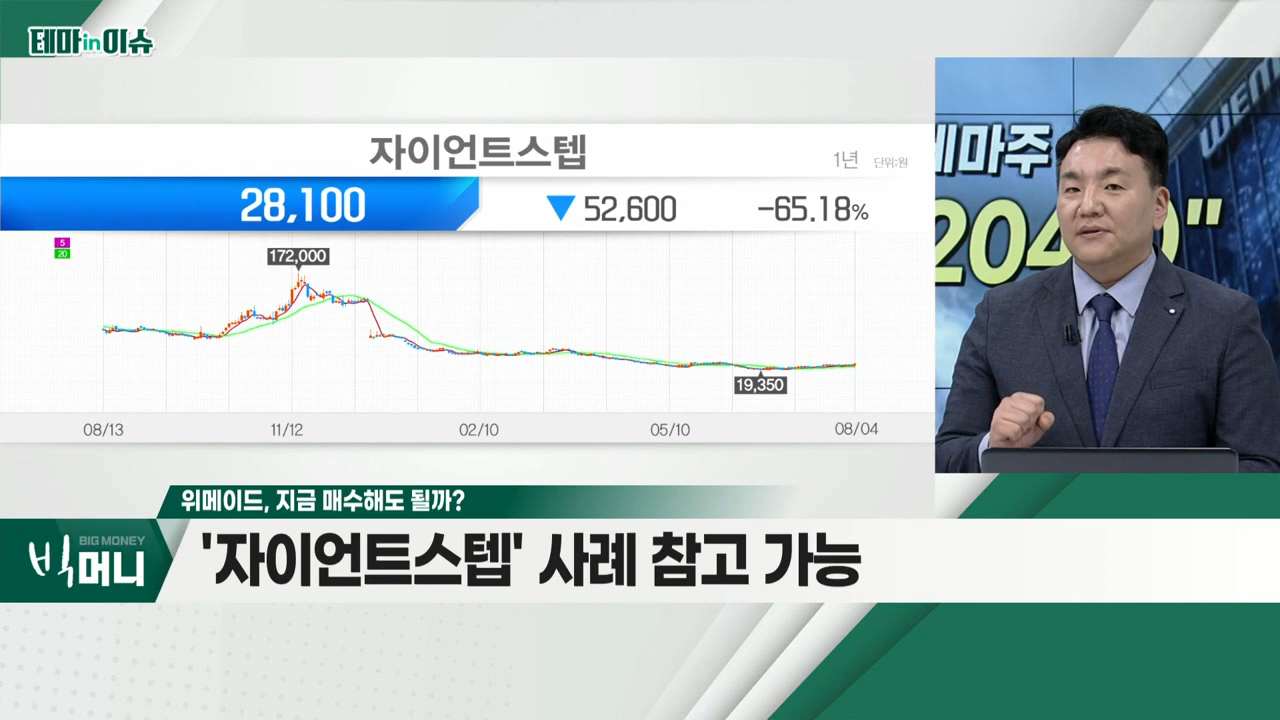 테마in이슈
자이언트스텝
1년 단위:원
28,100 ▼52,600 -65.18%
5
20
172,000
19,350
08/13 11/12 02/10 05/10 08/04
테마주
위메이드, 지금 매수해도 될까?
BIG MONEY
빅머니
'자이언트스텝' 사례 참고 가능